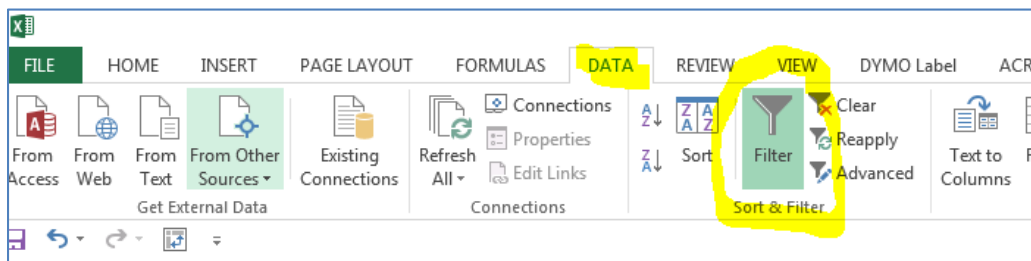 FILE HOME INSERT PAGE LAYOUT FORMULAS DATA REVIEW VIEW DYMO Label ACR
From Access
From Web
From Text
From Other Sources
Existing Connections
Get External Data
Refresh All
Connections
Properties
Edit Links
Connections
A Z
Z A
Z A A Z
Sort
Filter
Clear
Reapply
Advanced
Sort & Filter
Text to Columns
F